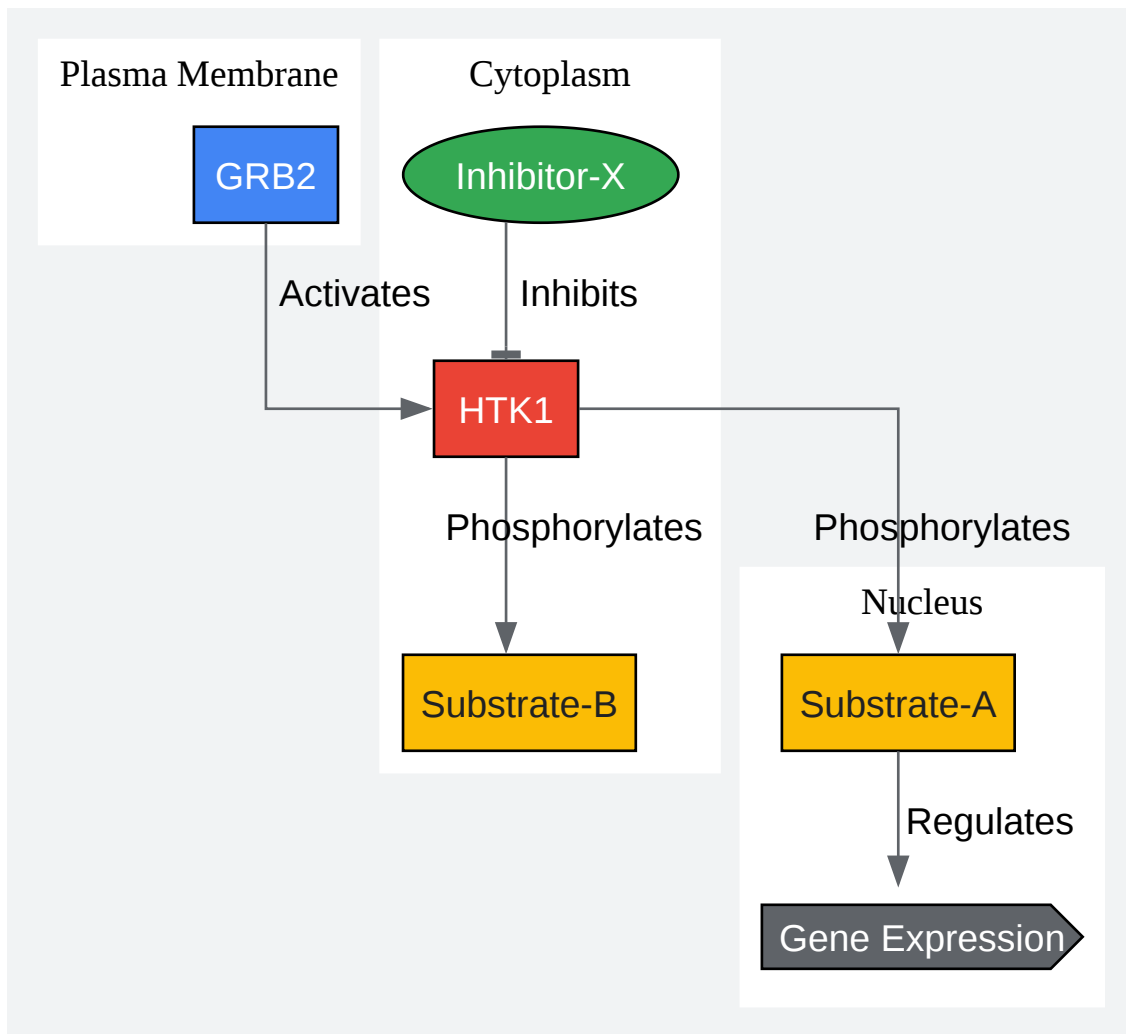 Plasma Membrane
Cytoplasm
GRB2
Inhibitor-X
Activates
Inhibits
HTK1
Phosphorylates
Phosphorylates
Nucleus
Substrate-B
Substrate-A
Regulates
Gene Expression